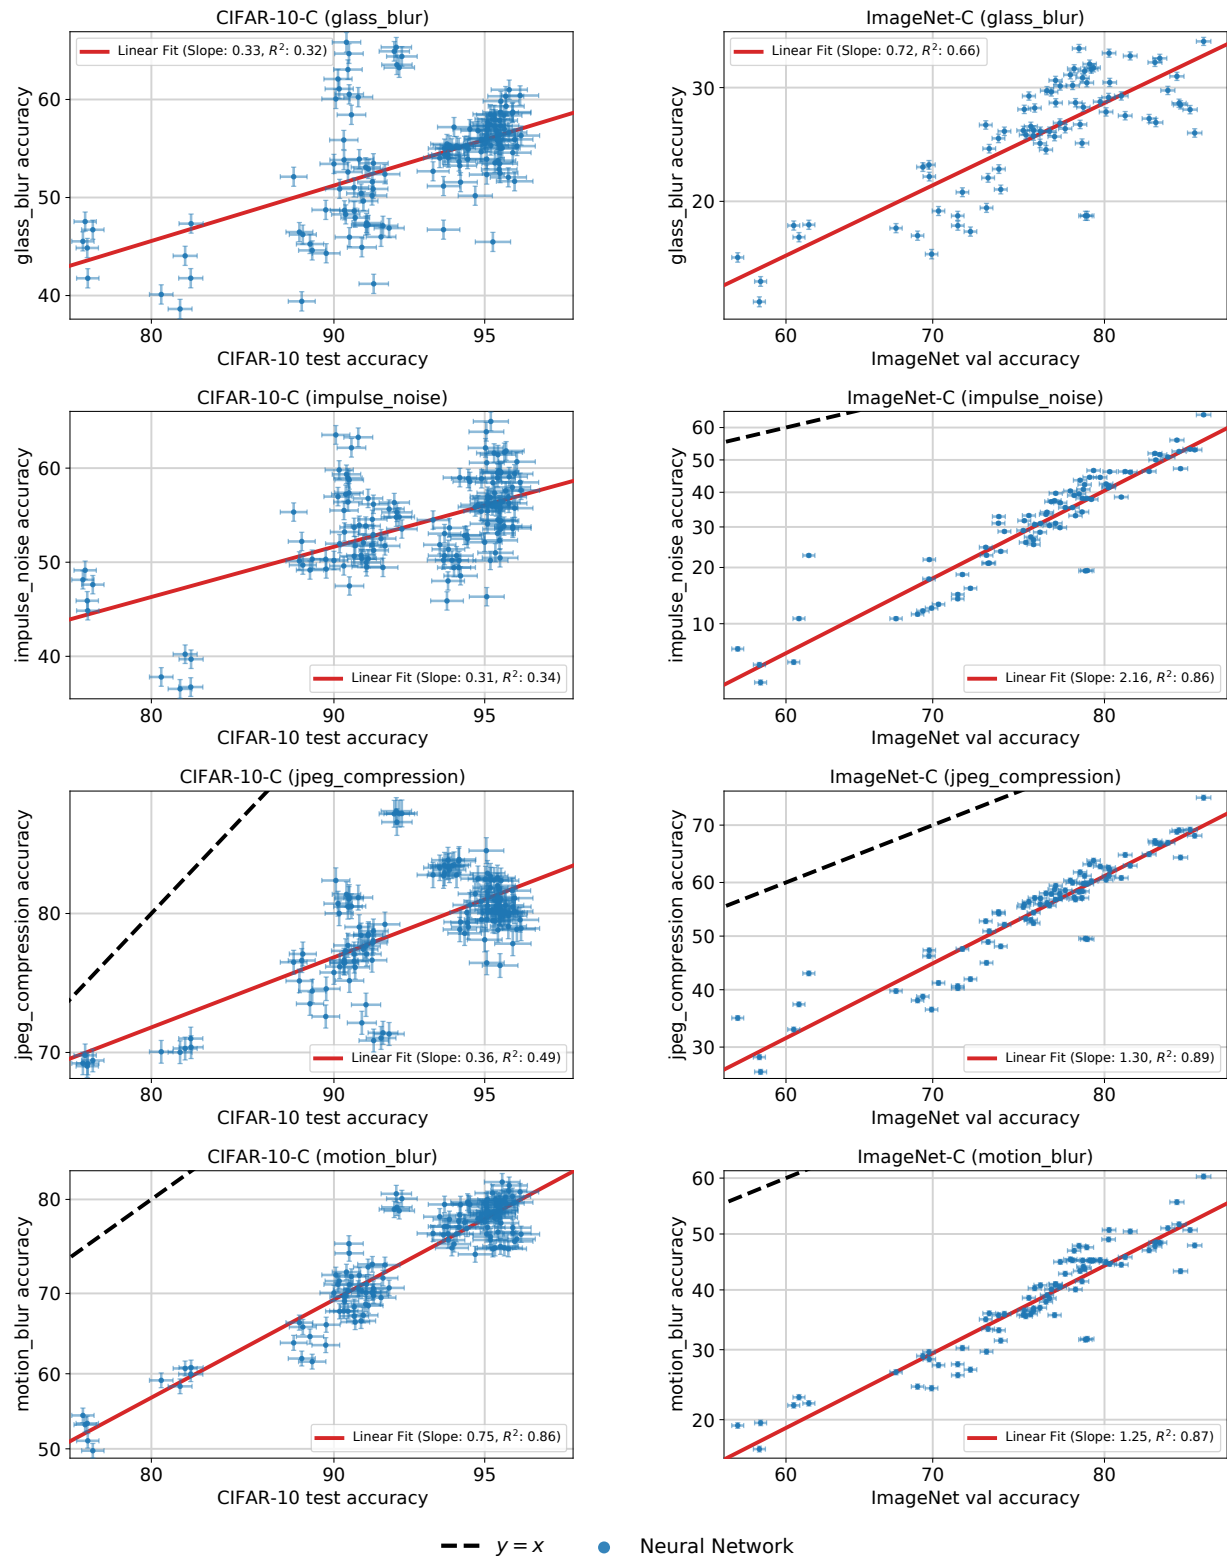 CIFAR-10-C (glass_blur)
Linear Fit (Slope: 0.33, R²: 0.32)
glass_blur accuracy
60
50
40
80
90
95
CIFAR-10 test accuracy
ImageNet-C (glass_blur)
Linear Fit (Slope: 0.72, R²: 0.66)
glass_blur accuracy
30
20
60
70
80
ImageNet val accuracy
CIFAR-10-C (impulse_noise)
impulse_noise accuracy
60
50
40
Linear Fit (Slope: 0.31, R²: 0.34)
80
90
95
CIFAR-10 test accuracy
ImageNet-C (impulse_noise)
impulse_noise accuracy
60
50
40
30
20
10
Linear Fit (Slope: 2.16, R²: 0.86)
60
70
80
ImageNet val accuracy
CIFAR-10-C (jpeg_compression)
jpeg_compression accuracy
80
70
Linear Fit (Slope: 0.36, R²: 0.49)
80
90
95
CIFAR-10 test accuracy
ImageNet-C (jpeg_compression)
jpeg_compression accuracy
70
60
50
40
30
Linear Fit (Slope: 1.30, R²: 0.89)
60
70
80
ImageNet val accuracy
CIFAR-10-C (motion_blur)
motion_blur accuracy
80
70
60
50
Linear Fit (Slope: 0.75, R²: 0.86)
80
90
95
CIFAR-10 test accuracy
ImageNet-C (motion_blur)
motion_blur accuracy
60
50
40
30
20
Linear Fit (Slope: 1.25, R²: 0.87)
60
70
80
ImageNet val accuracy
y = x
Neural Network